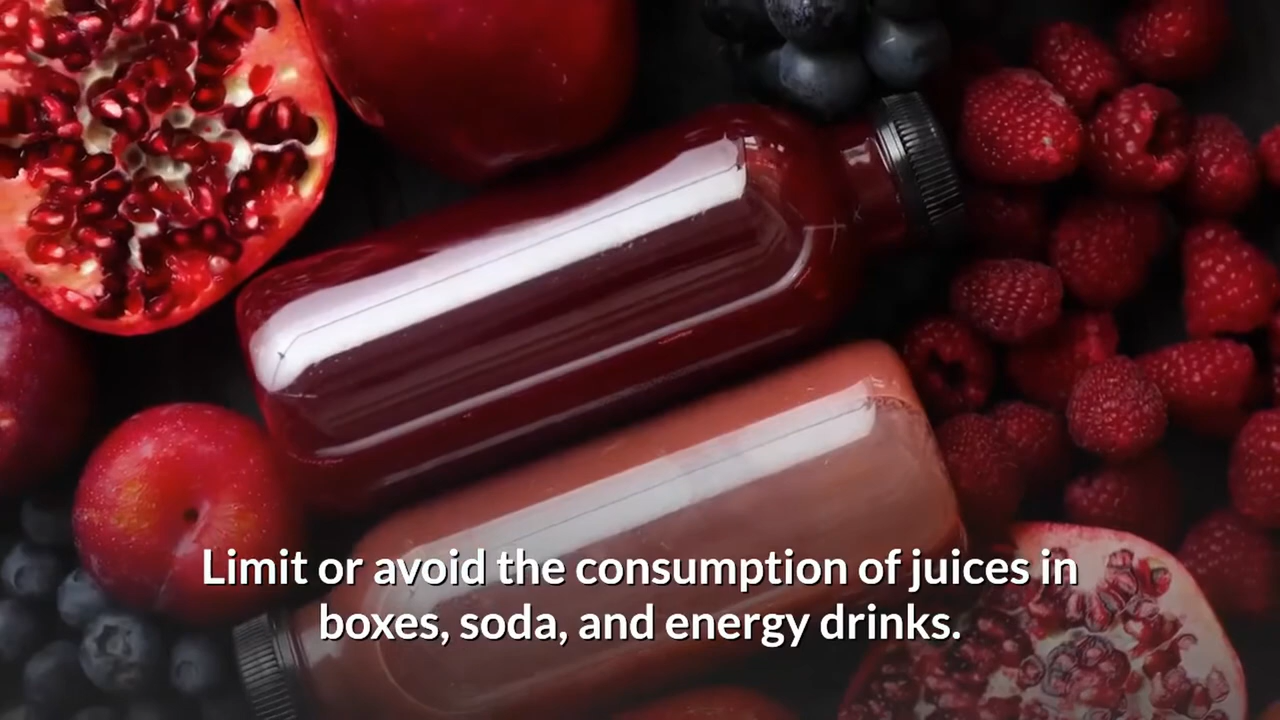 Limit or avoid the consumption of juices in
boxes, soda, and energy drinks.